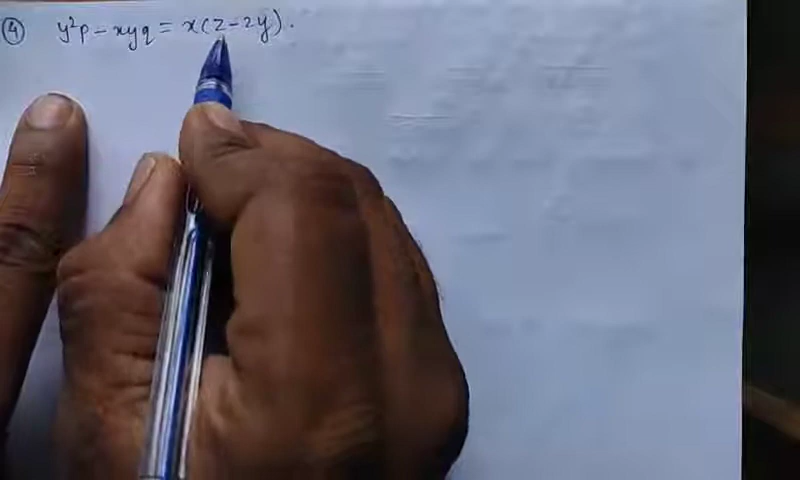 ④ y²p - xyq = x(z-2y).